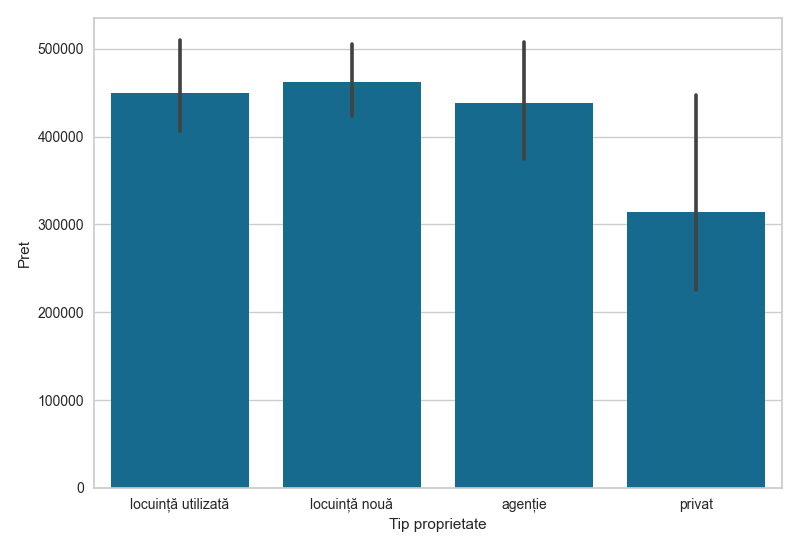 500000
400000
300000
200000
100000
0
Pret
locuință utilizată
locuință nouă
agenție
privat
Tip proprietate